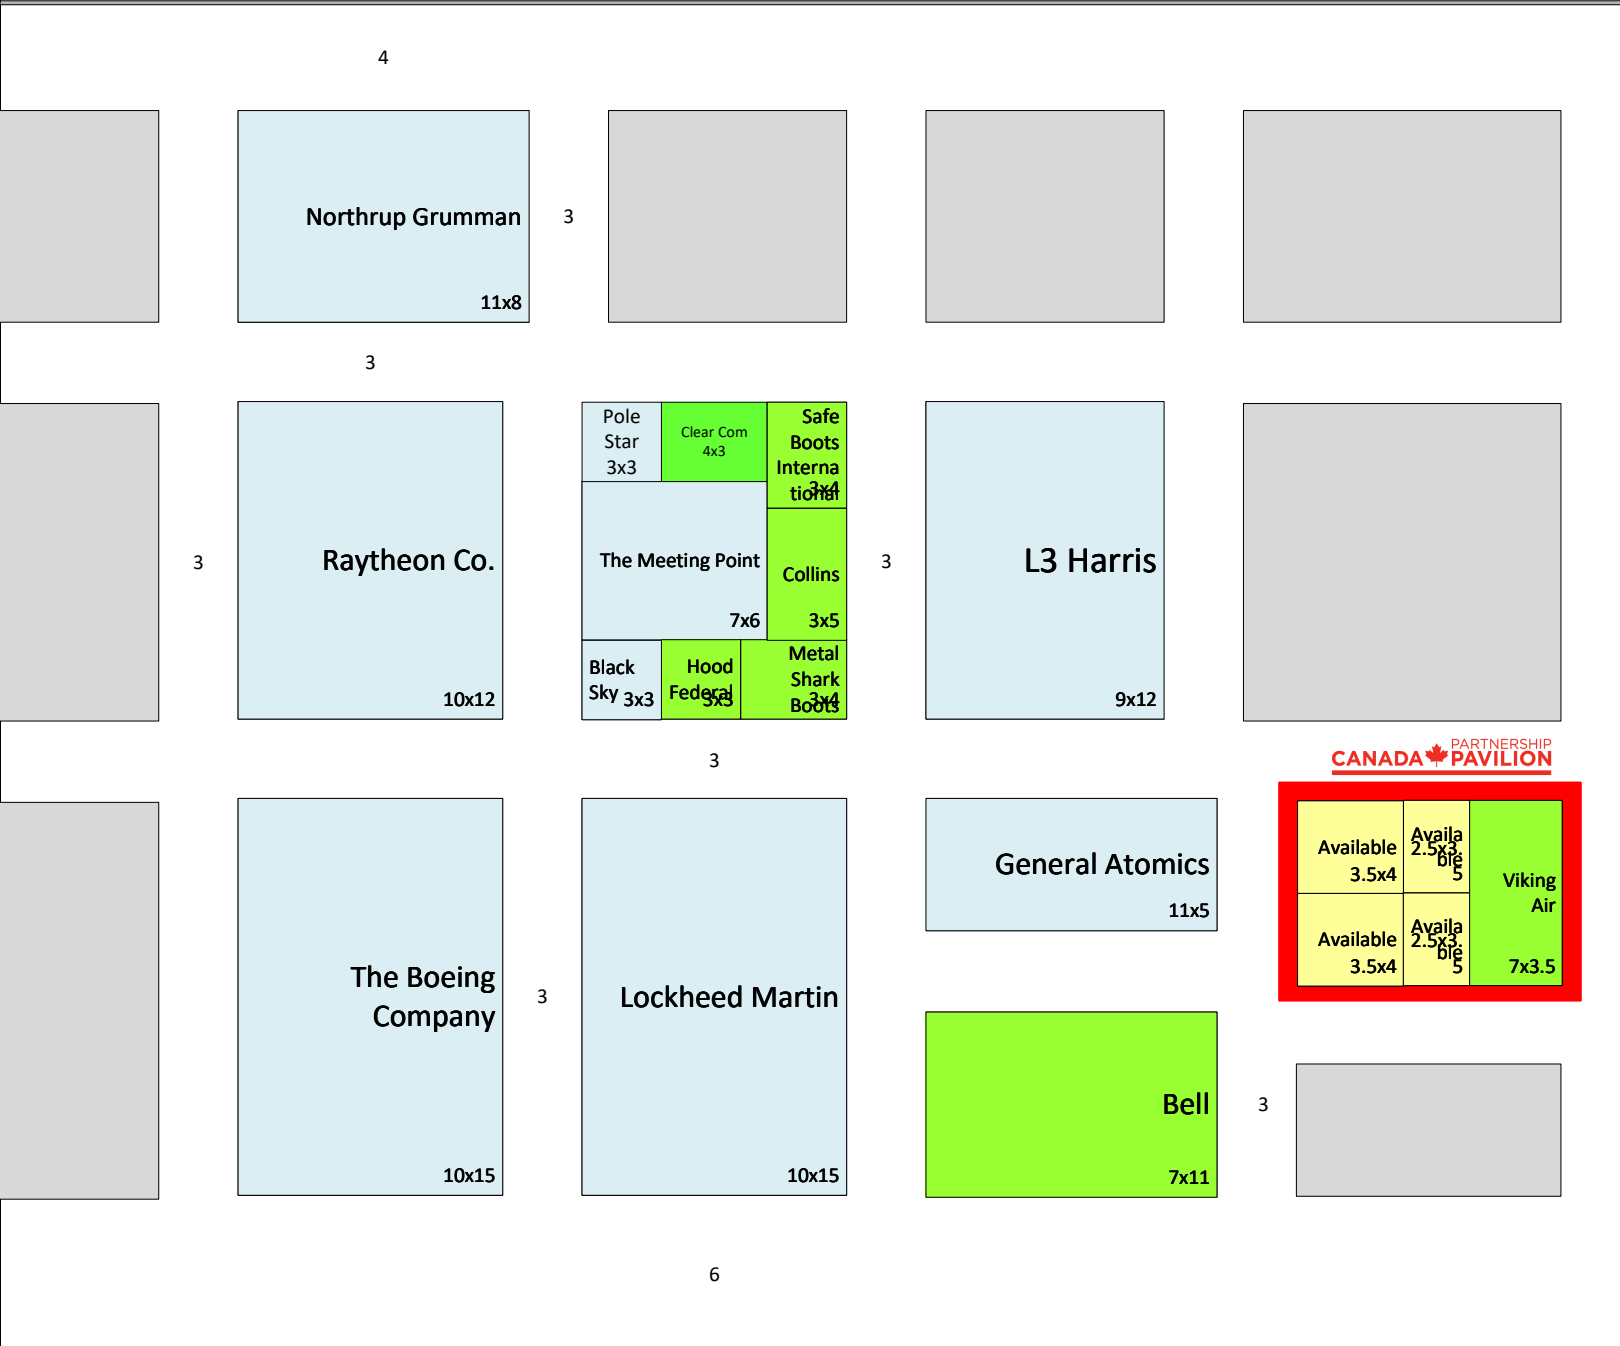 4
Northrup Grumman
11x8
3
3
Pole
Star
3x3
Clear Com
4x3
Safe
Boots
Interna
tional
3x4
3
Raytheon Co.
10x12
The Meeting Point
7x6
Collins
3x5
3
L3 Harris
9x12
Black
Sky
3x3
Hood
Federal
3x3
Metal
Shark
Boots
3x4
3
PARTNERSHIP
CANADA PAVILION
The Boeing
Company
10x15
3
Lockheed Martin
10x15
General Atomics
11x5
Available
3.5x4
Availa
ble
2.5x3.
5
Viking
Air
7x3.5
Available
3.5x4
Availa
ble
2.5x3.
5
Bell
7x11
3
6